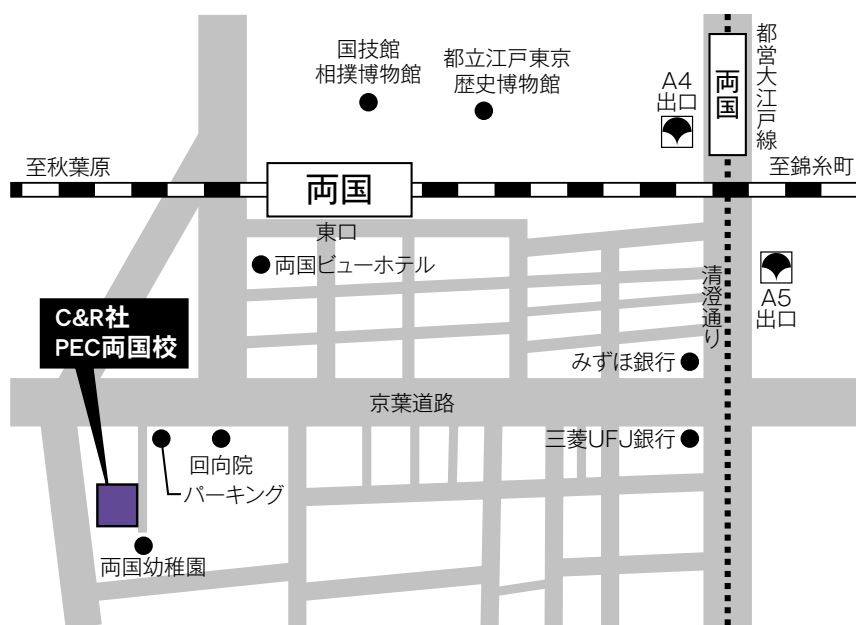 国技館
相撲博物館
都立江戸東京
歴史博物館
A4
出口
両国
都営大江戸線
至秋葉原
両国
至錦糸町
東口
両国ビューホテル
清澄通り
A5
出口
C&R社
PEC両国校
みずほ銀行
京葉道路
三菱UFJ銀行
回向院
パーキング
両国幼稚園